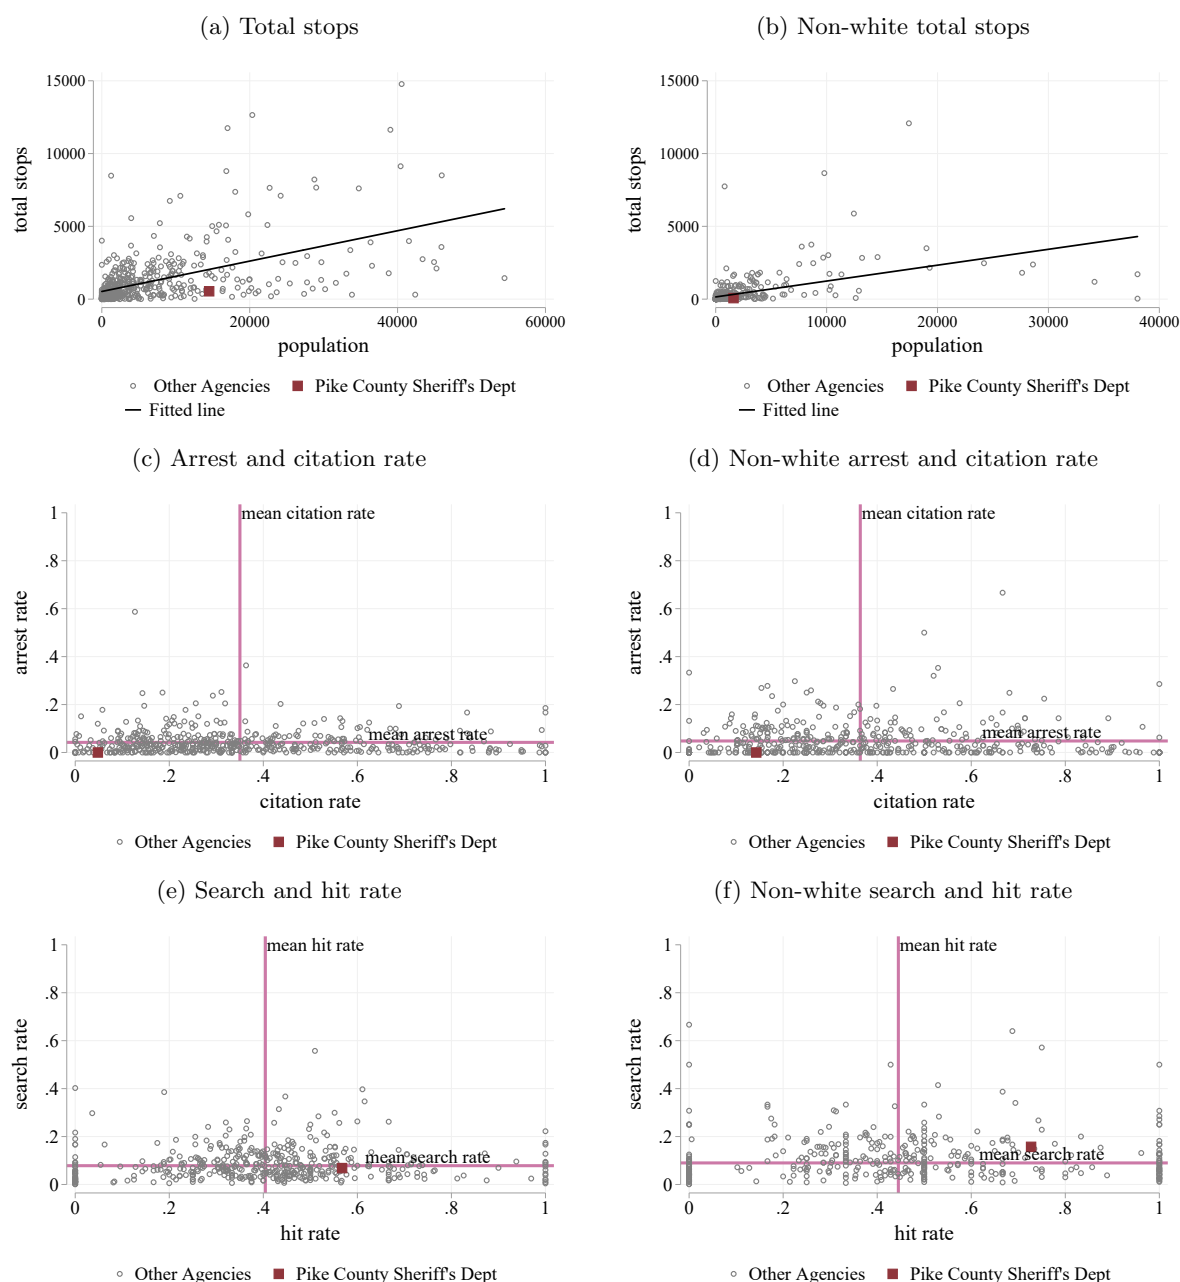 (a) Total stops
(b) Non-white total stops
15000
10000
5000
0
total stops
0 20000 40000 60000
population
Other Agencies Pike County Sheriff's Dept
Fitted line
15000
10000
5000
0
total stops
0 10000 20000 30000 40000
population
Other Agencies Pike County Sheriff's Dept
Fitted line
(c) Arrest and citation rate
(d) Non-white arrest and citation rate
1
.8
.6
.4
.2
0
arrest rate
mean citation rate
mean arrest rate
0 .2 .4 .6 .8 1
citation rate
Other Agencies Pike County Sheriff's Dept
1
.8
.6
.4
.2
0
arrest rate
mean citation rate
mean arrest rate
0 .2 .4 .6 .8 1
citation rate
Other Agencies Pike County Sheriff's Dept
(e) Search and hit rate
(f) Non-white search and hit rate
1
.8
.6
.4
.2
0
search rate
mean hit rate
mean search rate
0 .2 .4 .6 .8 1
hit rate
Other Agencies Pike County Sheriff's Dept
1
.8
.6
.4
.2
0
search rate
mean hit rate
mean search rate
0 .2 .4 .6 .8 1
hit rate
Other Agencies Pike County Sheriff's Dept